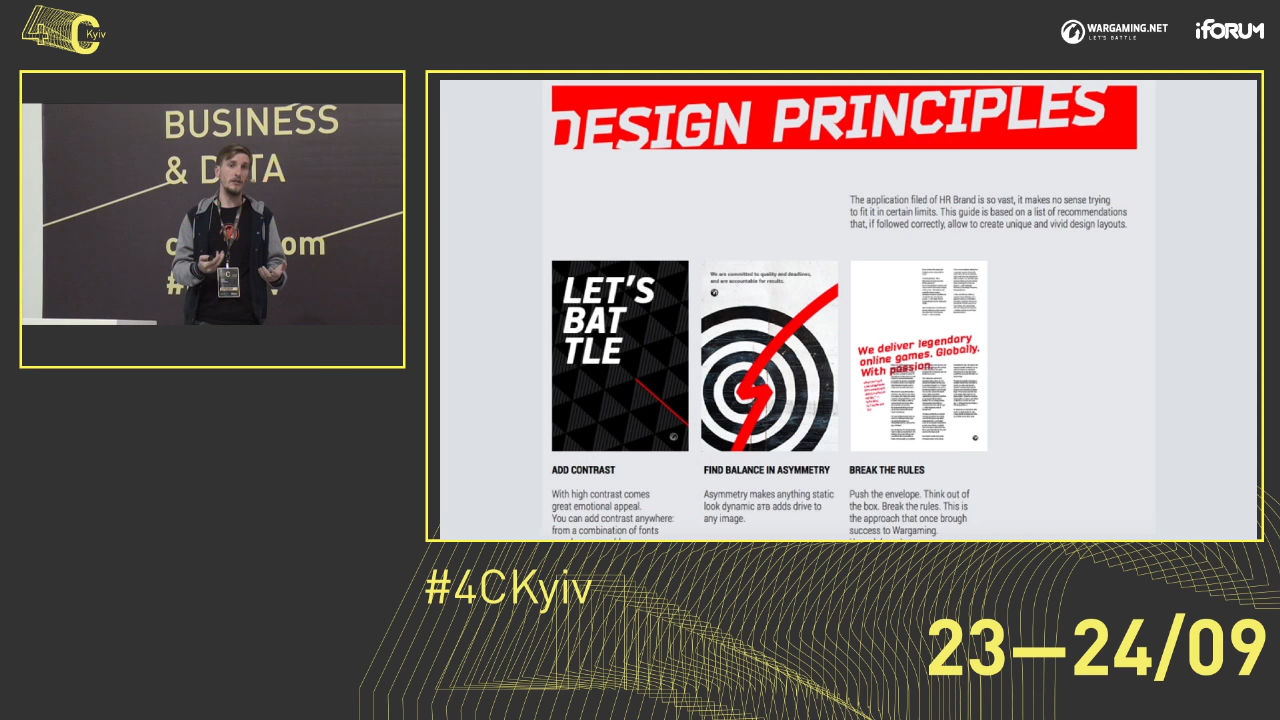 4C Kyiv
WARGAMING.NET
LET'S BATTLE
iFORUM
BUSINESS
& D TA
c om
#
DESIGN PRINCIPLES
The application filed of HR Brand is so vast, it makes no sense trying
to fit it in certain limits. This guide is based on a list of recommendations
that, if followed correctly, allow to create unique and vivid design layouts.
LET'S
BAT
TLE
We are committed to quality and deadlines,
and are accountable for results.
We deliver legendary
online games. Globally.
With passion.
ADD CONTRAST
With high contrast comes
great emotional appeal.
You can add contrast anywhere:
from a combination of fonts
FIND BALANCE IN ASYMMETRY
Asymmetry makes anything static
look dynamic втв adds drive to
any image.
BREAK THE RULES
Push the envelope. Think out of
the box. Break the rules. This is
the approach that once brough
success to Wargaming.
#4CKyiv
23—24/09